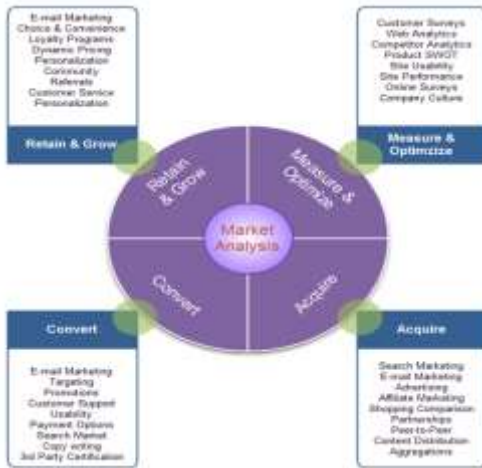 E-mail Marketing
Choice & Convenience
Loyalty Programs
Dynamic Pricing
Personalization
Community
Referrals
Customer Service
Personalization
Retain & Grow
Customer Surveys
Web Analytics
Competitor Analytics
Product SWOT
Site Usability
Site Performance
Online Surveys
Company Culture
Measure &
Optimzize
Retain
& Grow
Measure &
Optimize
Market
Analysis
Convert
Acquire
Convert
E-mail Marketing
Targeting
Promotions
Customer Support
Usability
Payment Options
Search Market
Copy writing
3rd Party Certification
Acquire
Search Marketing
E-mail Marketing
Advertising
Affiliate Marketing
Shopping Comparison
Partnerships
Peer-to-Peer
Content Distribution
Aggregations